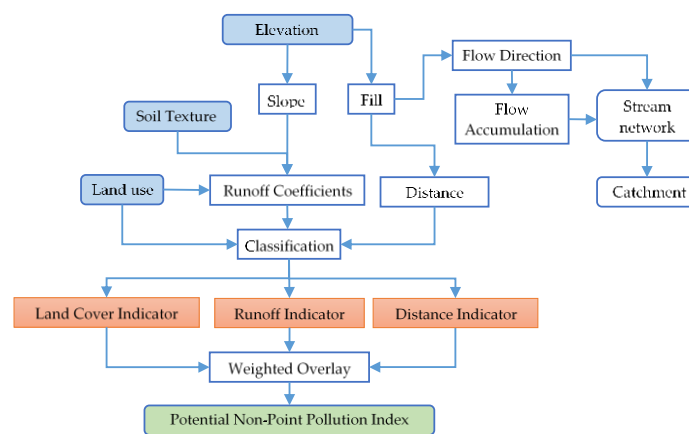 Elevation
Flow Direction
Slope
Fill
Soil Texture
Flow
Accumulation
Stream
network
Land use
Runoff Coefficients
Distance
Catchment
Classification
Land Cover Indicator
Runoff Indicator
Distance Indicator
Weighted Overlay
Potential Non-Point Pollution Index